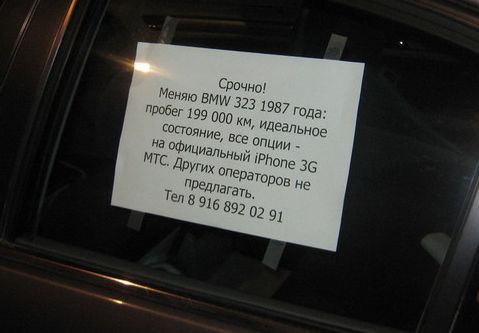 Срочно!
Меняю BMW 323 1987 года:
пробег 199 000 км, идеальное
состояние, все опции -
на официальный iPhone 3G
МТС. Других операторов не
предлагать.
Тел 8 916 892 02 91